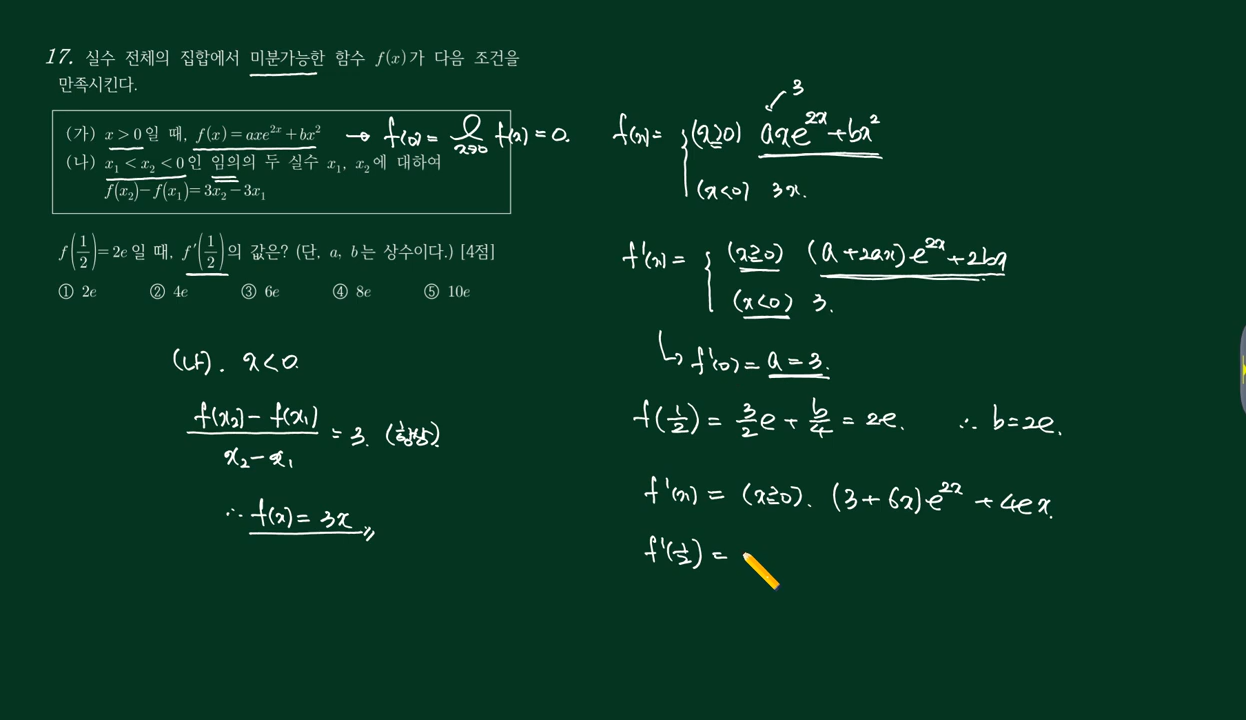 17. 실수 전체의 집합에서 미분가능한 함수 f(x)가 다음 조건을
만족시킨다.
(가) x>0일 때, f(x)=axe^{2x}+bx^2 → f(0)= lim_{x→0} f(x)=0.
(나) x_1<x_2<0인 임의의 두 실수 x_1, x_2에 대하여
f(x_2)-f(x_1)=3x_2-3x_1
f(1/2)=2e일 때, f'(1/2)의 값은? (단, a, b는 상수이다.) [4점]
① 2e ② 4e ③ 6e ④ 8e ⑤ 10e
(나). x<0.
(f(x_2)-f(x_1))/(x_2-x_1) = 3.
∴ f(x)= 3x
3
f(x)= { (x≥0) axe^{2x}+bx^2
(x<0) 3x.
f'(x)= { (x≥0) (a+2ax)e^{2x}+2bx
(x<0) 3.
↳ f'(0)= a=3.
f(1/2) = 3/2 e + b/4 = 2e. ∴ b=2e.
f'(x) = (x≥0). (3+6x)e^{2x} + 4ex.
f'(1/2) =